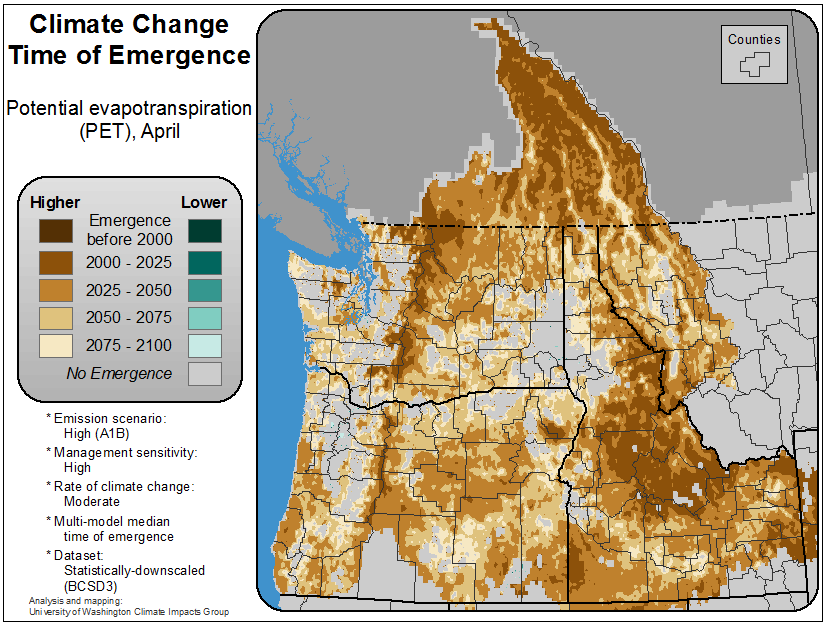 Climate Change
Time of Emergence
Potential evapotranspiration
(PET), April
Higher
Lower
Emergence
before 2000
2000 - 2025
2025 - 2050
2050 - 2075
2075 - 2100
No Emergence
* Emission scenario:
High (A1B)
* Management sensitivity:
High
* Rate of climate change:
Moderate
* Multi-model median
time of emergence
* Dataset:
Statistically-downscaled
(BCSD3)
Analysis and mapping:
University of Washington Climate Impacts Group
Counties